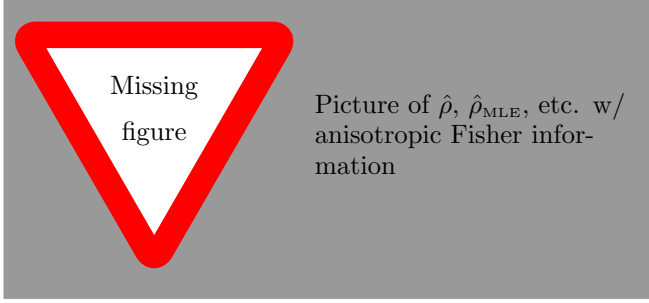 Missing
figure
Picture of ρ̂, ρ̂_MLE, etc. w/
anisotropic Fisher infor-
mation